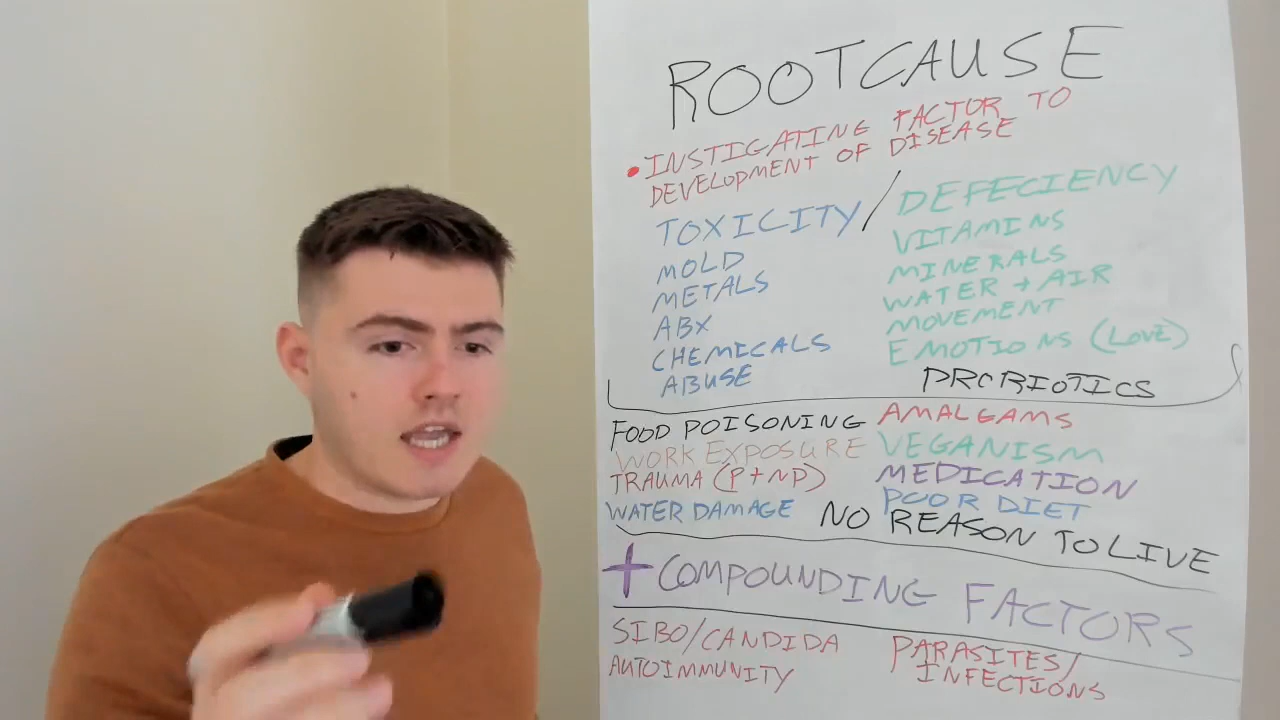 ROOTCAUSE
• INSTIGATING FACTOR TO
DEVELOPMENT OF DISEASE
TOXICITY / DEFECIENCY
MOLD
METALS
ABX
CHEMICALS
ABUSE
VITAMINS
MINERALS
WATER + AIR
MOVEMENT
EMOTIONS (LOVE)
PROBIOTICS
FOOD POISONING
WORK EXPOSURE
TRAUMA (P+NP)
WATER DAMAGE
AMALGAMS
VEGANISM
MEDICATION
POOR DIET
NO REASON TO LIVE
+ COMPOUNDING FACTORS
SIBO/CANDIDA
AUTOIMMUNITY
PARASITES/
INFECTIONS